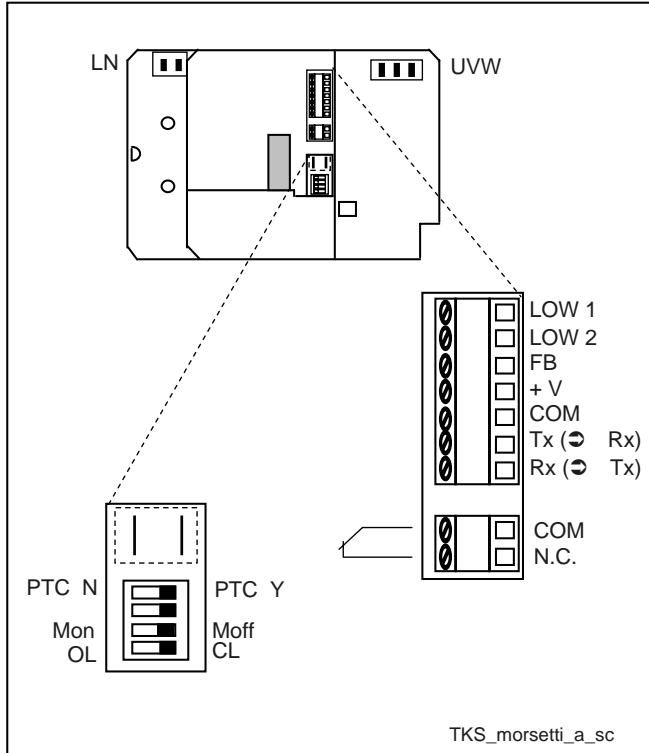 LN
UVW
LOW 1
LOW 2
FB
+ V
COM
Tx (➲ Rx)
Rx (➲ Tx)
COM
N.C.
PTC N PTC Y
Mon Moff
OL CL
TKS_morsetti_a_sc